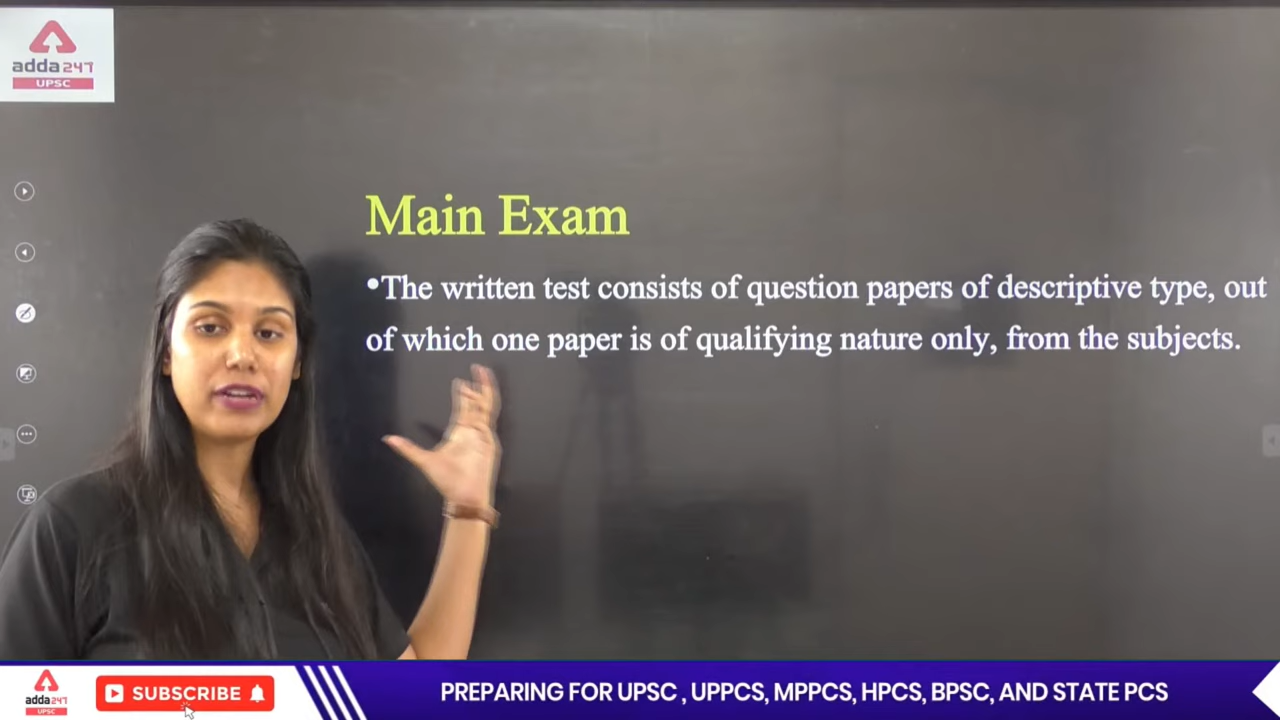 adda247
UPSC
Main Exam
•The written test consists of question papers of descriptive type, out
of which one paper is of qualifying nature only, from the subjects.
adda247
UPSC
SUBSCRIBE
PREPARING FOR UPSC , UPPCS, MPPCS, HPCS, BPSC, AND STATE PCS